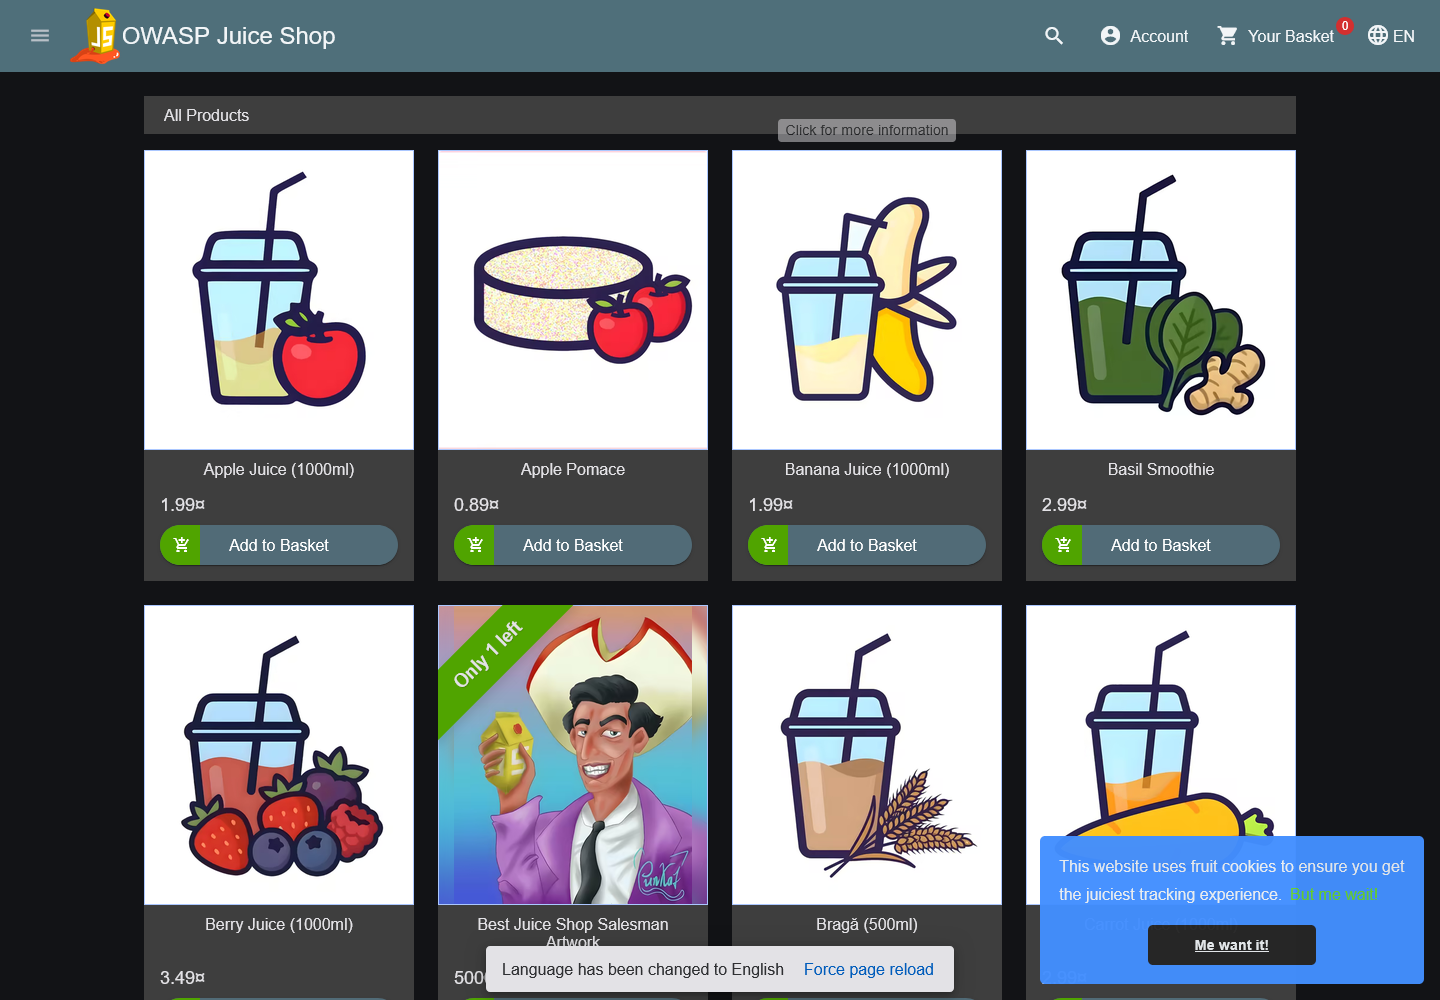 OWASP Juice Shop
Account
Your Basket
0
EN
All Products
Click for more information
Apple Juice (1000ml)
1.99¤
Add to Basket
Apple Pomace
0.89¤
Add to Basket
Banana Juice (1000ml)
1.99¤
Add to Basket
Basil Smoothie
2.99¤
Add to Basket
Only 1 left
Berry Juice (1000ml)
3.49¤
Best Juice Shop Salesman
Artwork
500
Bragă (500ml)
2.99¤
Language has been changed to English
Force page reload
This website uses fruit cookies to ensure you get
the juiciest tracking experience. But me wait!
Me want it!